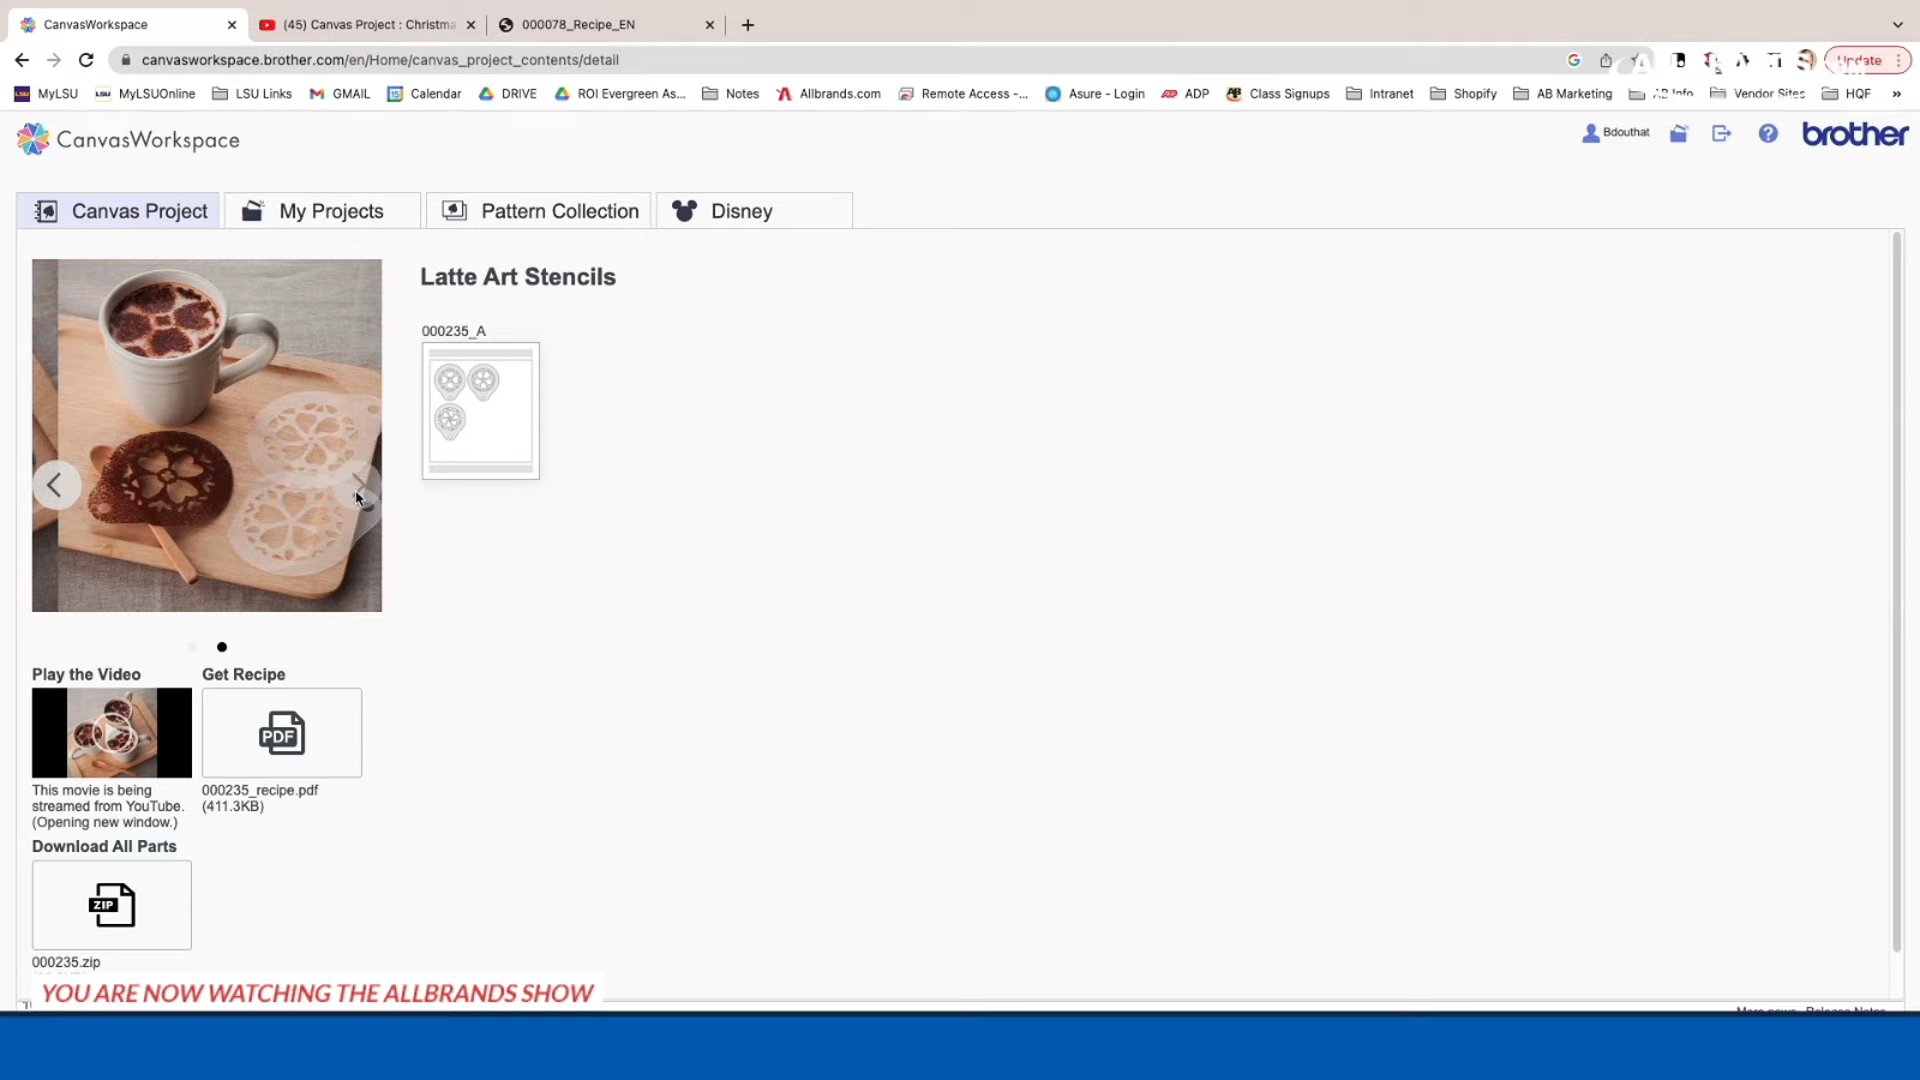 CanvasWorkspace
(45) Canvas Project : Christma
000078_Recipe_EN
canvasworkspace.brother.com/en/Home/canvas_project_contents/detail
Update
MyLSU
MyLSUOnline
LSU Links
GMAIL
Calendar
DRIVE
ROI Evergreen As...
Notes
Allbrands.com
Remote Access -...
Asure - Login
ADP
Class Signups
Intranet
Shopify
AB Marketing
AB Info
Vendor Sites
HQF
»
CanvasWorkspace
Bdouthat
brother
Canvas Project
My Projects
Pattern Collection
Disney
Latte Art Stencils
000235_A
Play the Video
Get Recipe
PDF
This movie is being
streamed from YouTube.
(Opening new window.)
000235_recipe.pdf
(411.3KB)
Download All Parts
ZIP
000235.zip
YOU ARE NOW WATCHING THE ALLBRANDS SHOW